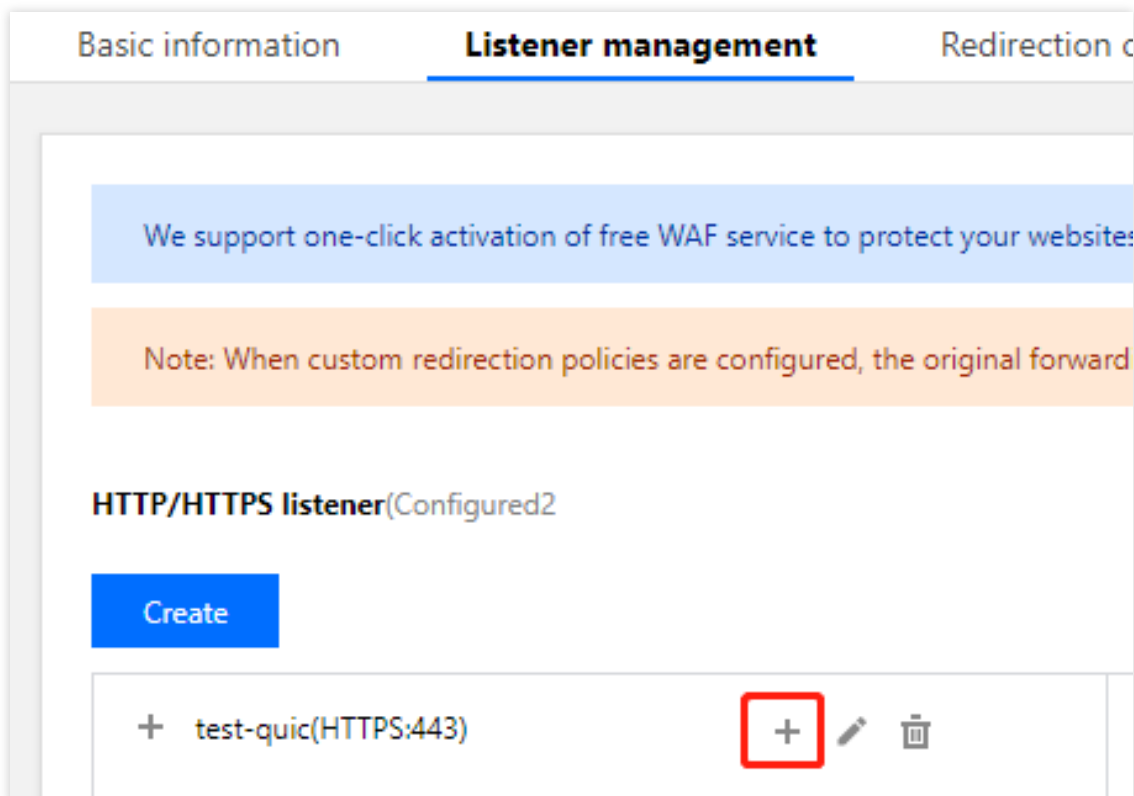 Basic information Listener management Redirection
We support one-click activation of free WAF service to protect your websites
Note: When custom redirection policies are configured, the original forward
HTTP/HTTPS listener(Configured2
Create
+ test-quic(HTTPS:443) +